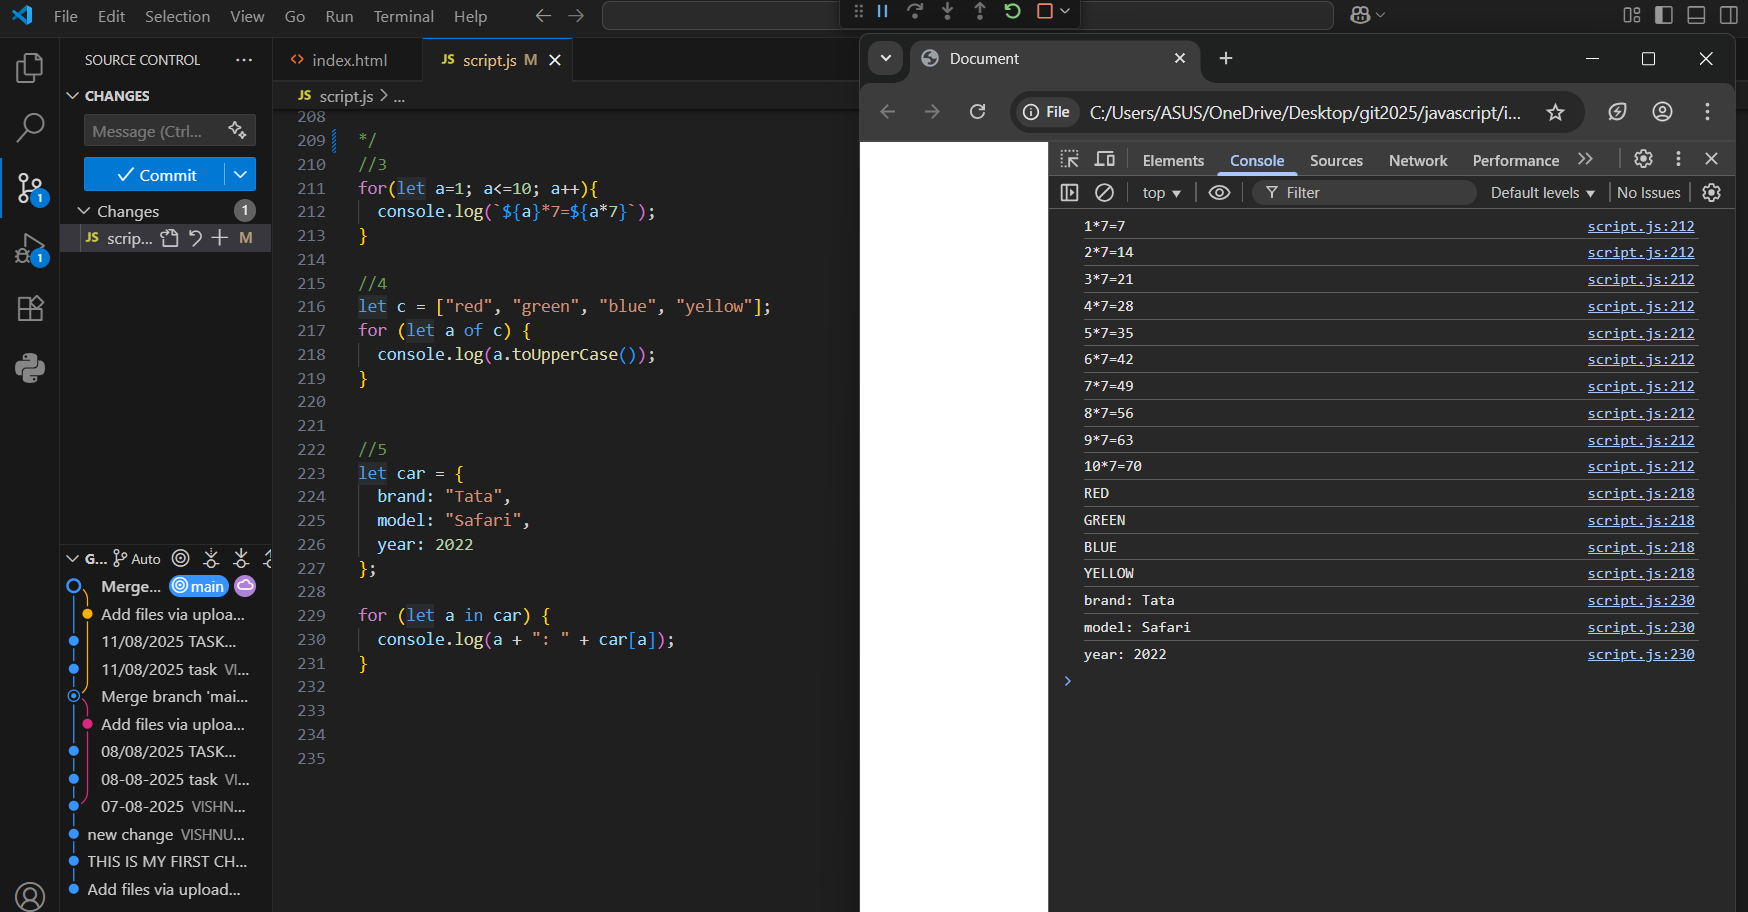 File Edit Selection View Go Run Terminal Help
SOURCE CONTROL
CHANGES
Message (Ctrl...
Commit
Changes 1
JS scrip... M
1
1
G... Auto
Merge... main
Add files via uploa...
11/08/2025 TASK...
11/08/2025 task VI...
Merge branch 'mai...
Add files via uploa...
08/08/2025 TASK...
08-08-2025 task VI...
07-08-2025 VISHN...
new change VISHNU...
THIS IS MY FIRST CH...
Add files via upload...
<> index.html
JS script.js M
JS script.js > ...
208
209 */
210 //3
211 for(let a=1; a<=10; a++){
212 console.log(`${a}*7=${a*7}`);
213 }
214
215 //4
216 let c = ["red", "green", "blue", "yellow"];
217 for (let a of c) {
218 console.log(a.toUpperCase());
219 }
220
221
222 //5
223 let car = {
224 brand: "Tata",
225 model: "Safari",
226 year: 2022
227 };
228
229 for (let a in car) {
230 console.log(a + ": " + car[a]);
231 }
232
233
234
235
Document
File C:/Users/ASUS/OneDrive/Desktop/git2025/javascript/i...
Elements Console Sources Network Performance
top Filter Default levels No Issues
1*7=7 script.js:212
2*7=14 script.js:212
3*7=21 script.js:212
4*7=28 script.js:212
5*7=35 script.js:212
6*7=42 script.js:212
7*7=49 script.js:212
8*7=56 script.js:212
9*7=63 script.js:212
10*7=70 script.js:212
RED script.js:218
GREEN script.js:218
BLUE script.js:218
YELLOW script.js:218
brand: Tata script.js:230
model: Safari script.js:230
year: 2022 script.js:230